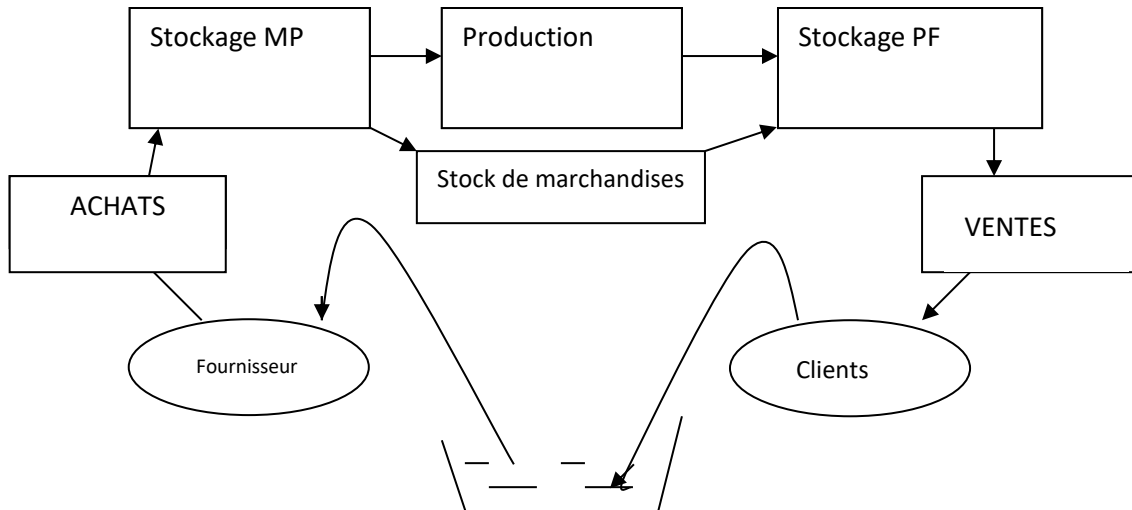 Stockage MP
Production
Stockage PF
Stock de marchandises
ACHATS
VENTES
Fournisseur
Clients